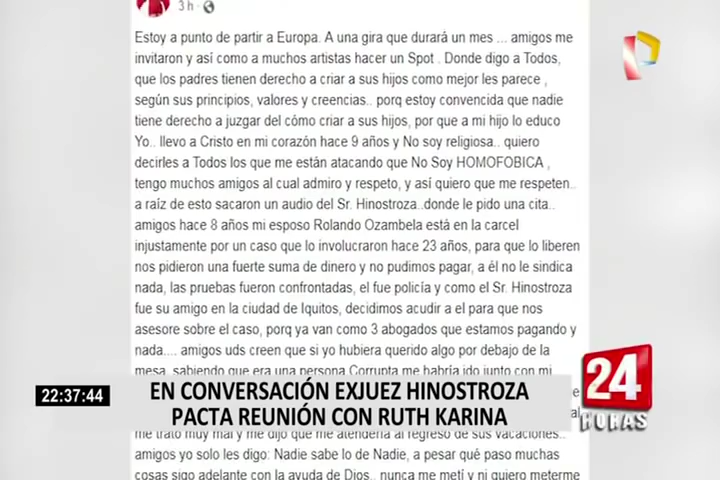 3 h
Estoy a punto de partir a Europa. A una gira que durará un mes ... amigos me
invitaron y así como a muchos artistas hacer un Spot . Donde digo a Todos,
que los padres tienen derecho a criar a sus hijos como mejor les parece ,
según sus principios, valores y creencias.. porq estoy convencida que nadie
tiene derecho a juzgar del cómo criar a sus hijos, por que a mi hijo lo educo
Yo.. llevo a Cristo en mi corazón hace 9 años y No soy religiosa.. quiero
decirles a Todos los que me están atacando que No Soy HOMOFOBICA ,
tengo muchos amigos al cual admiro y respeto, y así quiero que me respeten..
a raíz de esto sacaron un audio del Sr. Hinostroza..donde le pido una cita..
amigos hace 8 años mi esposo Rolando Ozambela está en la carcel
injustamente por un caso que lo involucraron hace 23 años, para que lo liberen
nos pidieron una fuerte suma de dinero y no pudimos pagar, a él no le sindica
nada, las pruebas fueron confrontadas, el fue policía y como el Sr. Hinostroza
fue su amigo en la ciudad de Iquitos, decidimos acudir a el para que nos
asesore sobre el caso, porq ya van como 3 abogados que estamos pagando y
nada.... amigos uds creen que si yo hubiera querido algo por debajo de la
mesa, sabiendo que era una persona Corrupta me habría ido junto con mi
22:37:44
EN CONVERSACIÓN EXJUEZ HINOSTROZA
PACTA REUNIÓN CON RUTH KARINA
24
HORAS
me trato muy mal y me dijo que me atendería al regreso de sus vacaciones..
amigos yo solo les digo: Nadie sabe lo de Nadie, a pesar qué paso muchas
cosas sigo adelante con la ayuda de Dios.. nunca me metí y ni quiero meterme